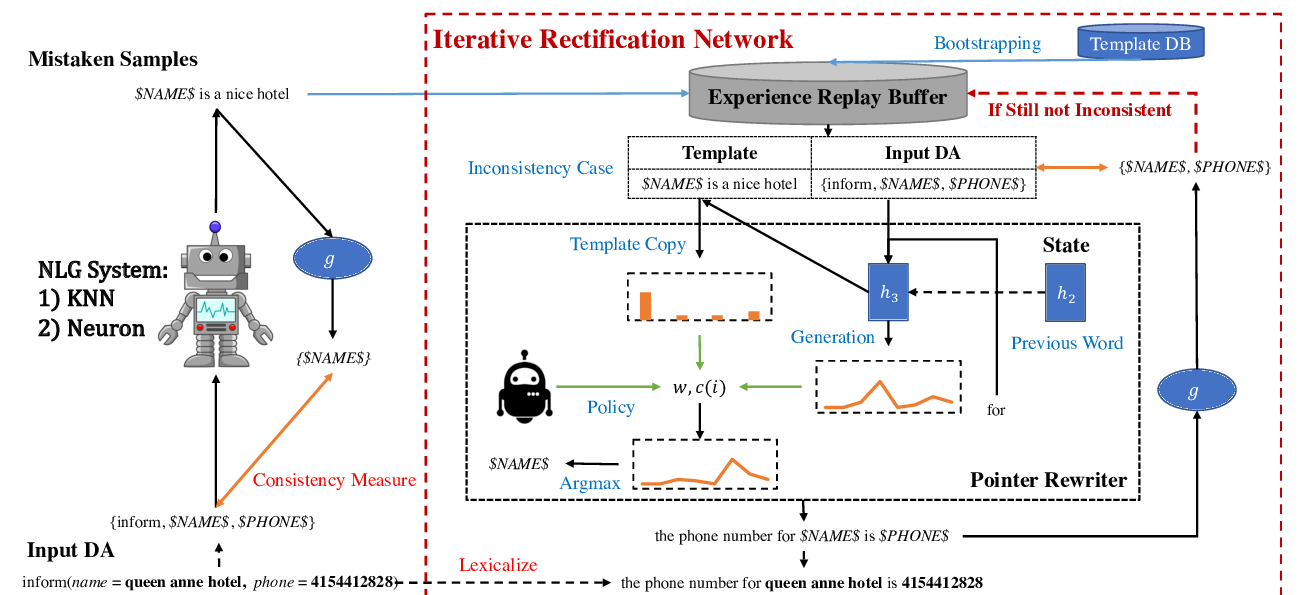 Iterative Rectification Network
Bootstrapping
Template DB
Mistaken Samples
$NAME$ is a nice hotel
Experience Replay Buffer
If Still not Inconsistent
Inconsistency Case
Template
Input DA
$NAME$ is a nice hotel
{inform, $NAME$, $PHONE$}
{$NAME$, $PHONE$}
NLG System:
1) KNN
2) Neuron
g
{$NAME$}
Template Copy
State
h3
h2
Generation
Previous Word
w, c(i)
Policy
for
g
$NAME$
Argmax
Pointer Rewriter
Consistency Measure
{inform, $NAME$, $PHONE$}
the phone number for $NAME$ is $PHONE$
Input DA
Lexicalize
inform(name = queen anne hotel, phone = 4154412828)
the phone number for queen anne hotel is 4154412828